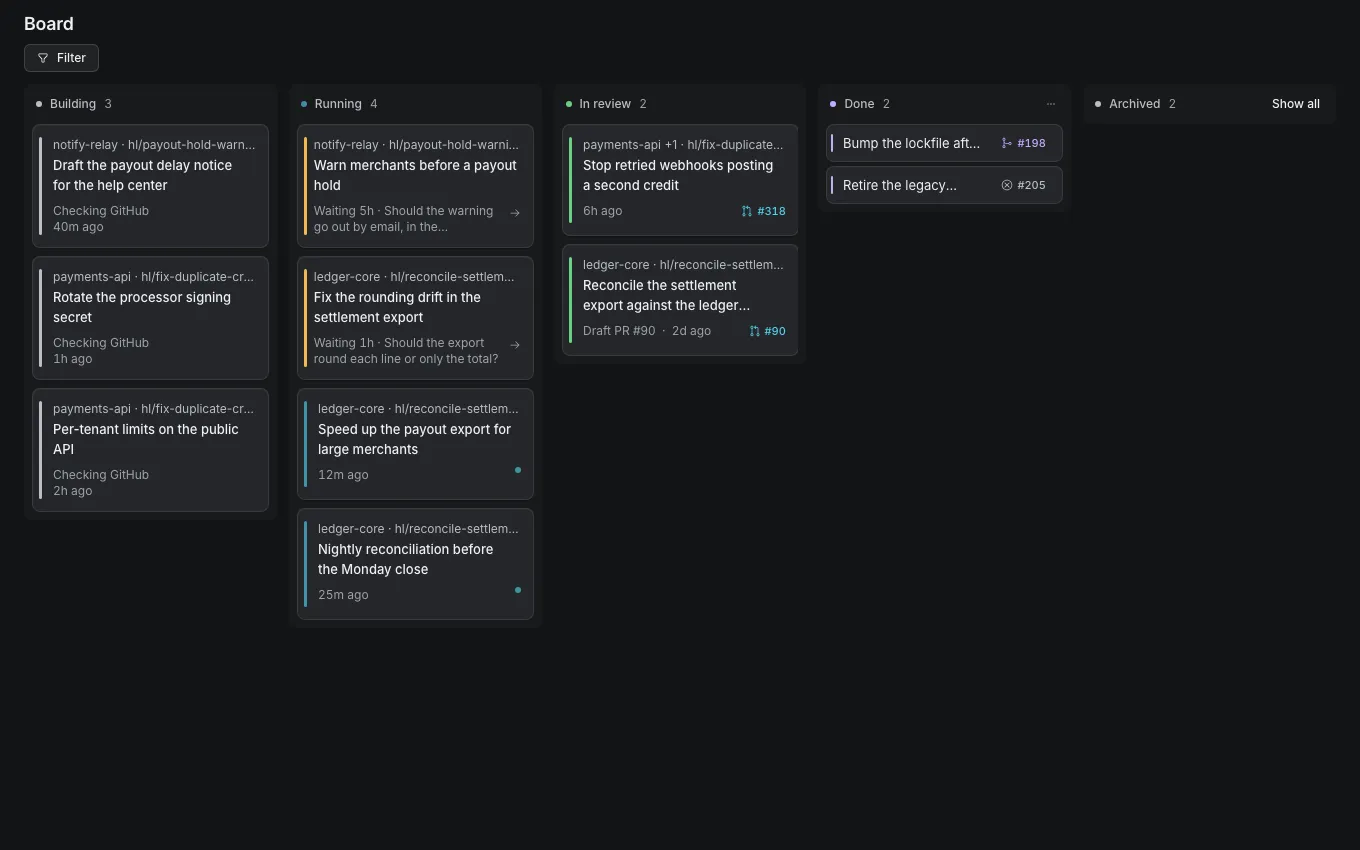 Board
Filter
Building 3
notify-relay · hl/payout-hold-warn...
Draft the payout delay notice
for the help center
Checking GitHub
40m ago
payments-api · hl/fix-duplicate-cr...
Rotate the processor signing
secret
Checking GitHub
1h ago
payments-api · hl/fix-duplicate-cr...
Per-tenant limits on the public
API
Checking GitHub
2h ago
Running 4
notify-relay · hl/payout-hold-warni...
Warn merchants before a payout
hold
Waiting 5h · Should the warning
go out by email, in the...
ledger-core · hl/reconcile-settlem...
Fix the rounding drift in the
settlement export
Waiting 1h · Should the export
round each line or only the total?
ledger-core · hl/reconcile-settlem...
Speed up the payout export for
large merchants
12m ago
ledger-core · hl/reconcile-settlem...
Nightly reconciliation before
the Monday close
25m ago
In review 2
payments-api +1 · hl/fix-duplicate...
Stop retried webhooks posting
a second credit
6h ago #318
ledger-core · hl/reconcile-settlem...
Reconcile the settlement
export against the ledger...
Draft PR #90 · 2d ago #90
Done 2 ...
Bump the lockfile aft... #198
Retire the legacy... #205
Archived 2 Show all